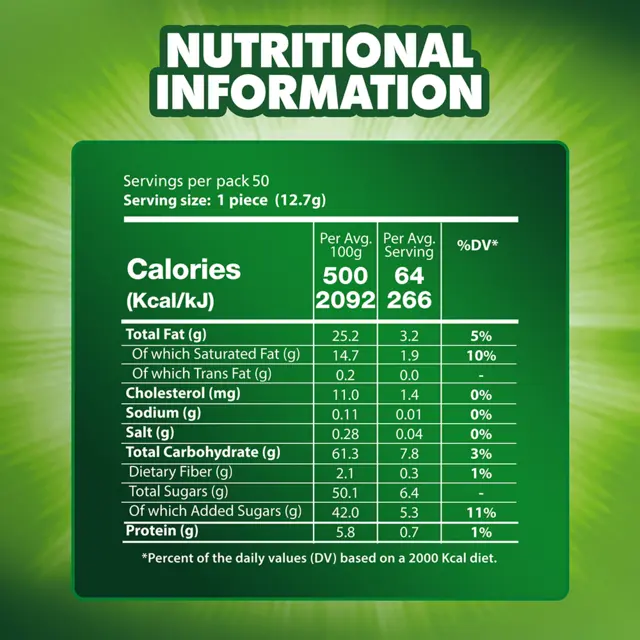 NUTRITIONAL
INFORMATION
Servings per pack 50
Serving size: 1 piece (12.7g)
Per Avg. 100g Per Avg. Serving %DV*
Calories 500 64
(Kcal/kJ) 2092 266
Total Fat (g) 25.2 3.2 5%
Of which Saturated Fat (g) 14.7 1.9 10%
Of which Trans Fat (g) 0.2 0.0 -
Cholesterol (mg) 11.0 1.4 0%
Sodium (g) 0.11 0.01 0%
Salt (g) 0.28 0.04 0%
Total Carbohydrate (g) 61.3 7.8 3%
Dietary Fiber (g) 2.1 0.3 1%
Total Sugars (g) 50.1 6.4 -
Of which Added Sugars (g) 42.0 5.3 11%
Protein (g) 5.8 0.7 1%
*Percent of the daily values (DV) based on a 2000 Kcal diet.